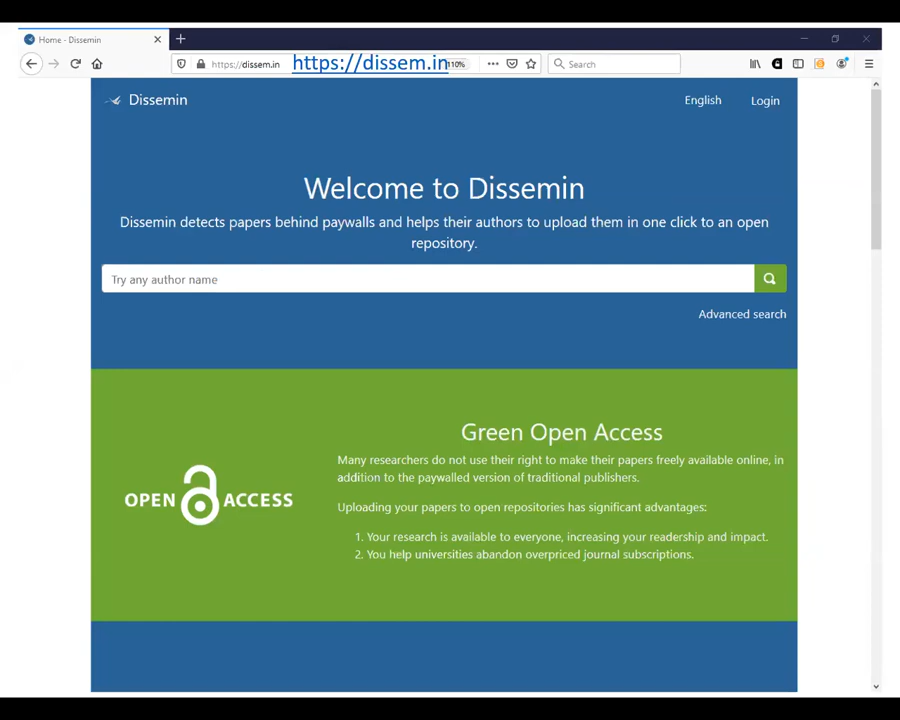 Home - Dissemin
https://dissem.in https://dissem.in 110% Search
Dissemin English Login
Welcome to Dissemin
Dissemin detects papers behind paywalls and helps their authors to upload them in one click to an open
repository.
Try any author name
Advanced search
Green Open Access
Many researchers do not use their right to make their papers freely available online, in
addition to the paywalled version of traditional publishers.
OPEN ACCESS
Uploading your papers to open repositories has significant advantages:
1. Your research is available to everyone, increasing your readership and impact.
2. You help universities abandon overpriced journal subscriptions.